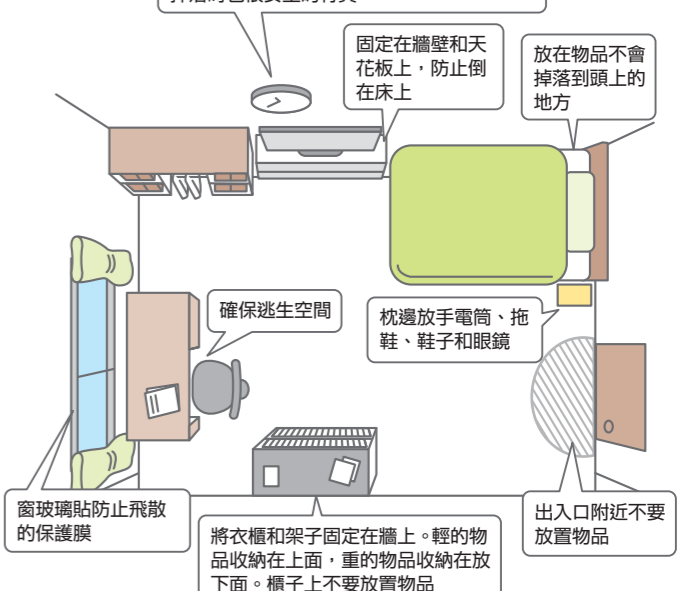 固定在牆壁和天
花板上，防止倒
在床上
放在物品不會
掉落到頭上的
地方
確保逃生空間
枕邊放手電筒、拖
鞋、鞋子和眼鏡
窗玻璃貼防止飛散
的保護膜
將衣櫃和架子固定在牆上。輕的物
品收納在上面，重的物品收納在放
下面。櫃子上不要放置物品
出入口附近不要
放置物品